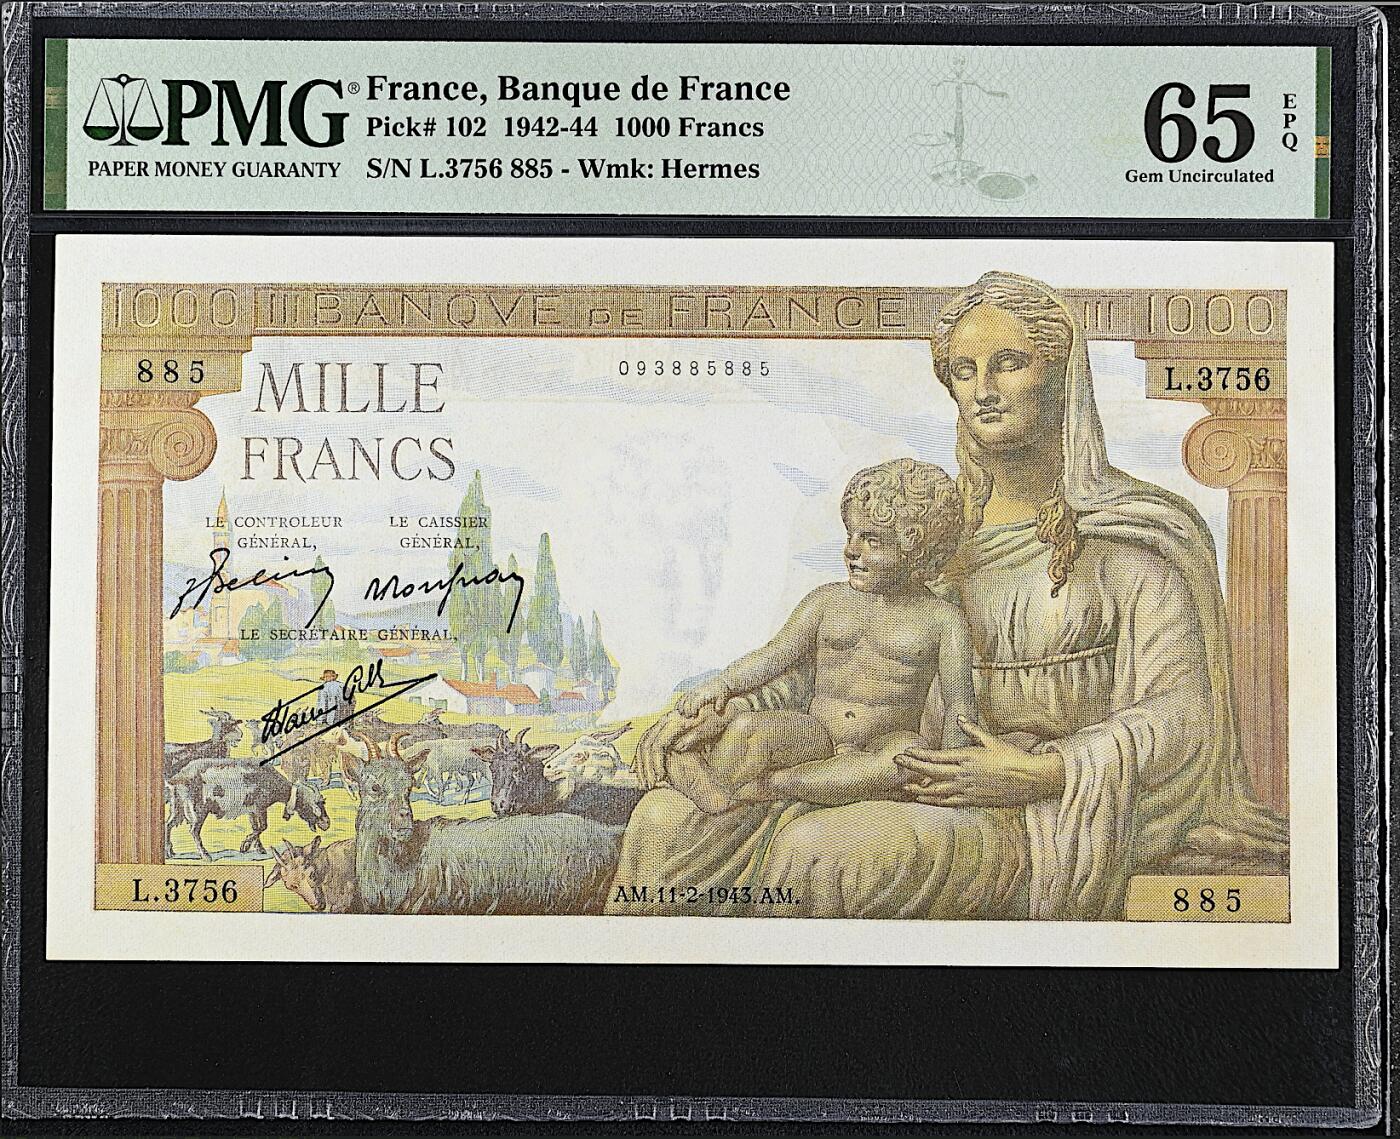 PMG® France, Banque de France
Pick# 102 1942-44 1000 Francs
PAPER MONEY GUARANTY
S/N L.3756 885 - Wmk: Hermes
65 EPQ
Gem Uncirculated
1000 BANQVE DE FRANCE 1000
885
093885885
L.3756
MILLE
FRANCS
LE CONTROLEUR
GÉNÉRAL,
LE CAISSIER
GÉNÉRAL,
LE SECRÉTAIRE GÉNÉRAL,
L.3756
AM.11-2-1943.AM.
885